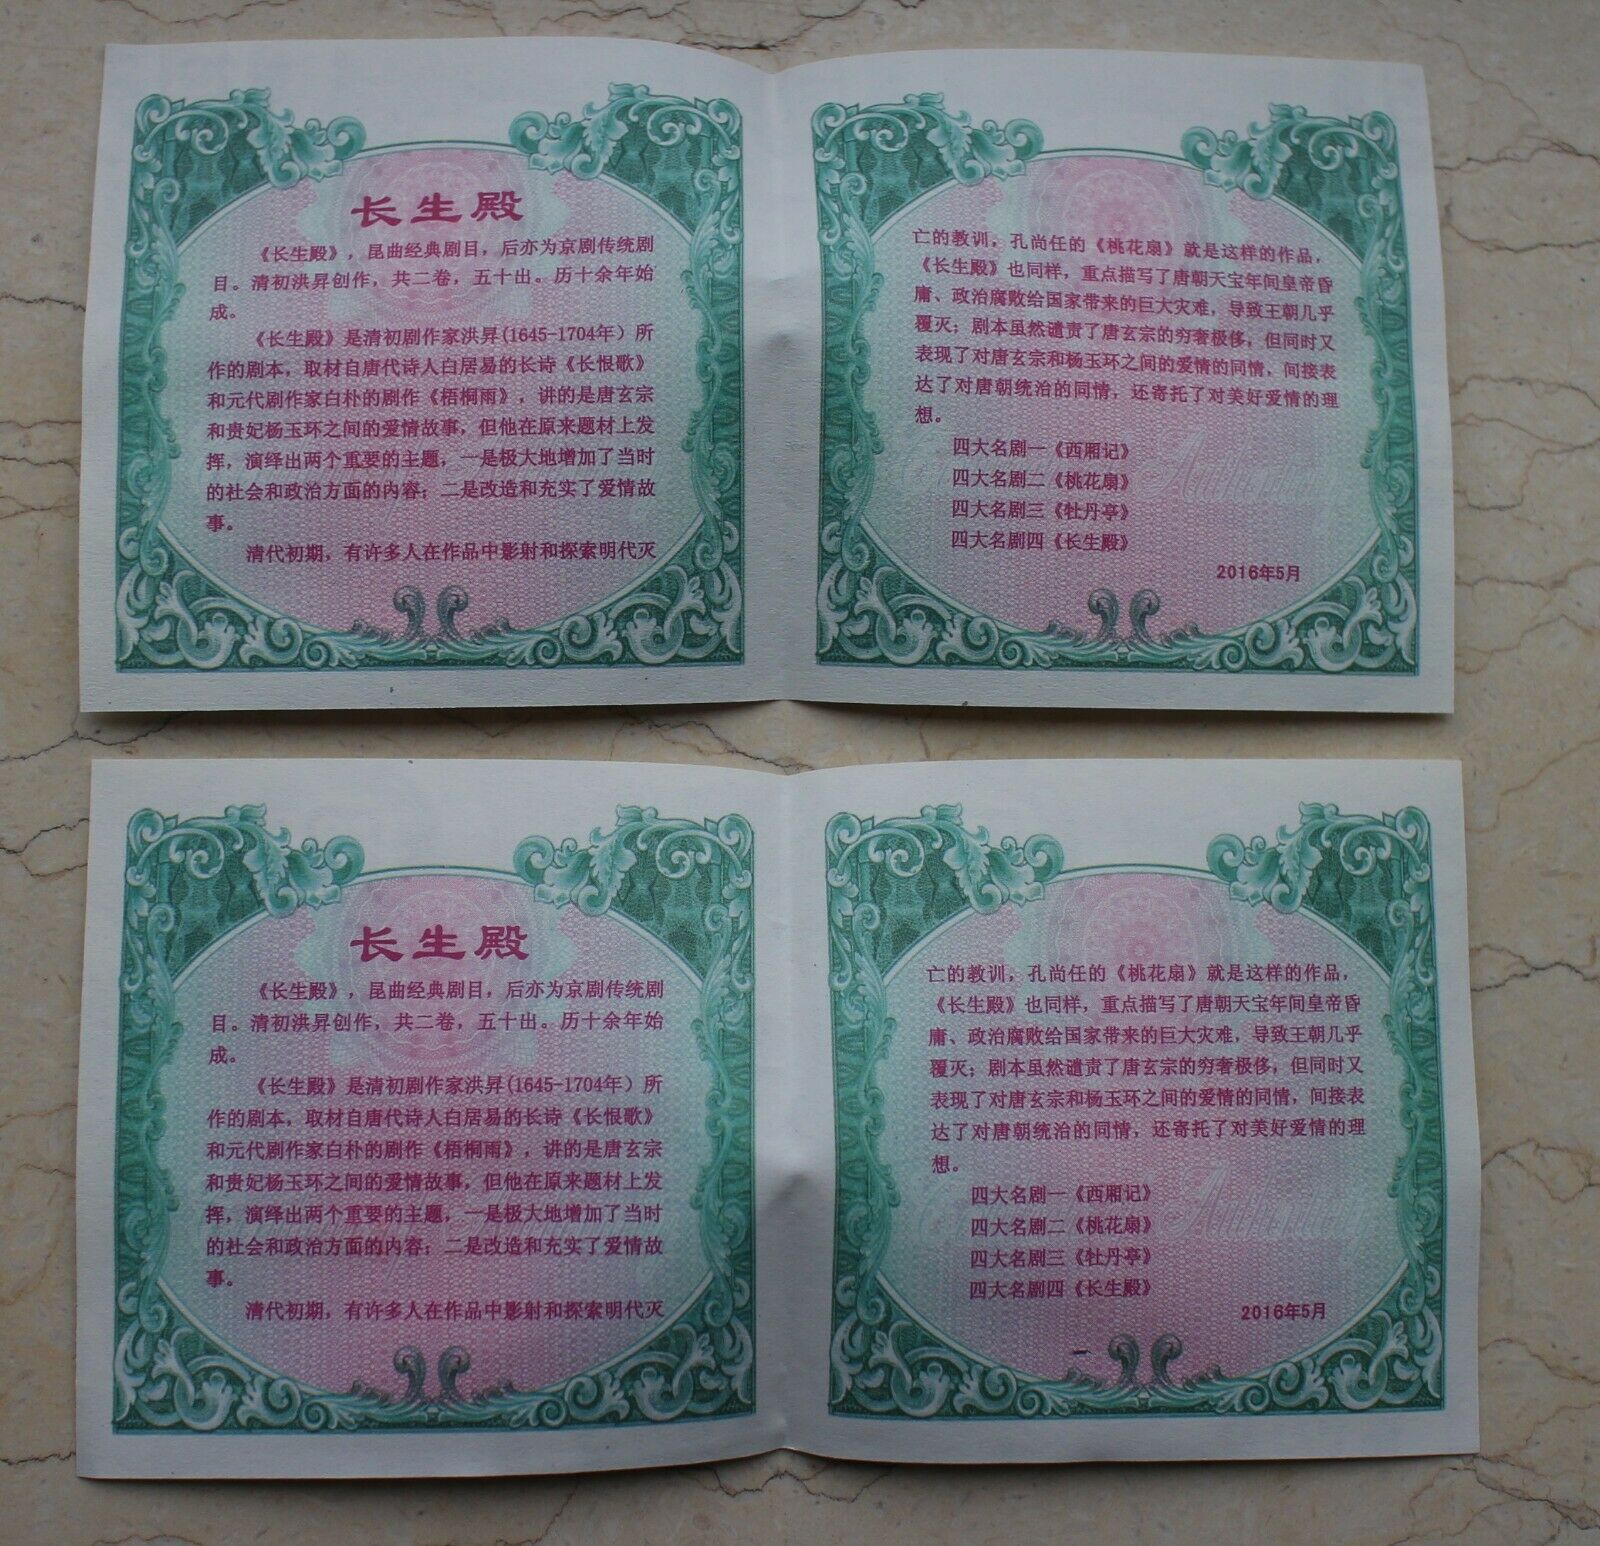 长生殿
《长生殿》，昆曲经典剧目，后亦为京剧传统剧
目。清初洪昇创作，共二卷，五十出。历十余年始
成。
《长生殿》是清初剧作家洪昇(1645-1704年）所
作的剧本，取材自唐代诗人白居易的长诗《长恨歌》
和元代剧作家白朴的剧作《梧桐雨》，讲的是唐玄宗
和贵妃杨玉环之间的爱情故事，但他在原来题材上发
挥，演绎出两个重要的主题，一是极大地增加了当时
的社会和政治方面的内容；二是改造和充实了爱情故
事。
清代初期，有许多人在作品中影射和探索明代灭
亡的教训，孔尚任的《桃花扇》就是这样的作品，
《长生殿》也同样，重点描写了唐朝天宝年间皇帝昏
庸、政治腐败给国家带来的巨大灾难，导致王朝几乎
覆灭；剧本虽然谴责了唐玄宗的穷奢极侈，但同时又
表现了对唐玄宗和杨玉环之间的爱情的同情，间接表
达了对唐朝统治的同情，还寄托了对美好爱情的理
想。
四大名剧一《西厢记》
四大名剧二《桃花扇》
四大名剧三《牡丹亭》
四大名剧四《长生殿》
2016年5月
长生殿
《长生殿》，昆曲经典剧目，后亦为京剧传统剧
目。清初洪昇创作，共二卷，五十出。历十余年始
成。
《长生殿》是清初剧作家洪昇(1645-1704年）所
作的剧本，取材自唐代诗人白居易的长诗《长恨歌》
和元代剧作家白朴的剧作《梧桐雨》，讲的是唐玄宗
和贵妃杨玉环之间的爱情故事，但他在原来题材上发
挥，演绎出两个重要的主题，一是极大地增加了当时
的社会和政治方面的内容；二是改造和充实了爱情故
事。
清代初期，有许多人在作品中影射和探索明代灭
亡的教训，孔尚任的《桃花扇》就是这样的作品，
《长生殿》也同样，重点描写了唐朝天宝年间皇帝昏
庸、政治腐败给国家带来的巨大灾难，导致王朝几乎
覆灭；剧本虽然谴责了唐玄宗的穷奢极侈，但同时又
表现了对唐玄宗和杨玉环之间的爱情的同情，间接表
达了对唐朝统治的同情，还寄托了对美好爱情的理
想。
四大名剧一《西厢记》
四大名剧二《桃花扇》
四大名剧三《牡丹亭》
四大名剧四《长生殿》
2016年5月